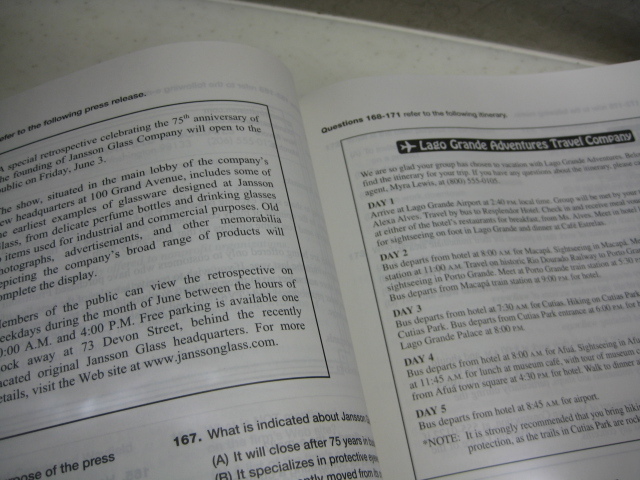 refer to the following press release.
A special retrospective celebrating the 75th anniversary of
the founding of Jansson Glass Company will open to the
public on Friday, June 3.
The show, situated in the main lobby of the company's
new headquarters at 100 Grand Avenue, includes some of
the earliest examples of glassware designed at Jansson
Glass, from delicate perfume bottles and drinking glasses
to items used for industrial and commercial purposes. Old
photographs, advertisements, and other memorabilia
depicting the company's broad range of products will
complete the display.
Members of the public can view the retrospective on
weekdays during the month of June between the hours of
0:00 A.M. and 4:00 P.M. Free parking is available one
block away at 73 Devon Street, behind the recently
vacated original Jansson Glass headquarters. For more
details, visit the Web site at www.janssonglass.com.
pose of the press
167. What is indicated about Jansson
(A) It will close after 75 years in
(B) It specializes in protective
recently moved from its
Questions 168-171 refer to the following itinerary.
Lago Grande Adventures Travel Company
We are so glad your group has chosen to vacation with Lago Grande Adventures.
find the itinerary for your trip. If you have any questions about the itinerary, please
agent, Myra Lewis, at (800) 555-0105.
DAY 1
Arrive at Lago Grande Airport at 2:40 P.M. local time. Group will be met by
Alexa Alves. Travel by bus to Resplendor Hotel. Check in and receive meal
at either of the hotel's restaurants for breakfast, from Ms. Alves. Meet in
for sightseeing on foot in Lago Grande and dinner at Café Estrelas.
DAY 2
Bus departs from hotel at 8:00 A.M. for Macapá. Sightseeing in Macapá.
station at 11:00 A.M. Travel on historic Rio Dourado Railway to Porto
sightseeing in Porto Grande. Meet at Porto Grande train station at 5:30
Bus departs from Macapá train station at 9:00 P.M. for hotel.
DAY 3
Bus departs from hotel at 7:30 A.M. for Cutias. Hiking on Cutias
Cutias Park. Bus departs from Cutias Park entrance at 6:00 P.M. for
Lago Grande Palace at 8:00 P.M.
DAY 4
Bus departs from hotel at 8:00 A.M. for Afuá. Sightseeing in
at 11:45 A.M. for lunch at museum café, with tour of museum
from Afuá town square at 4:30 P.M. for hotel. Walk to dinner
DAY 5
Bus departs from hotel at 8:45 A.M. for airport.
*NOTE: It is strongly recommended that you bring hiking
protection, as the trails in Cutias Park are